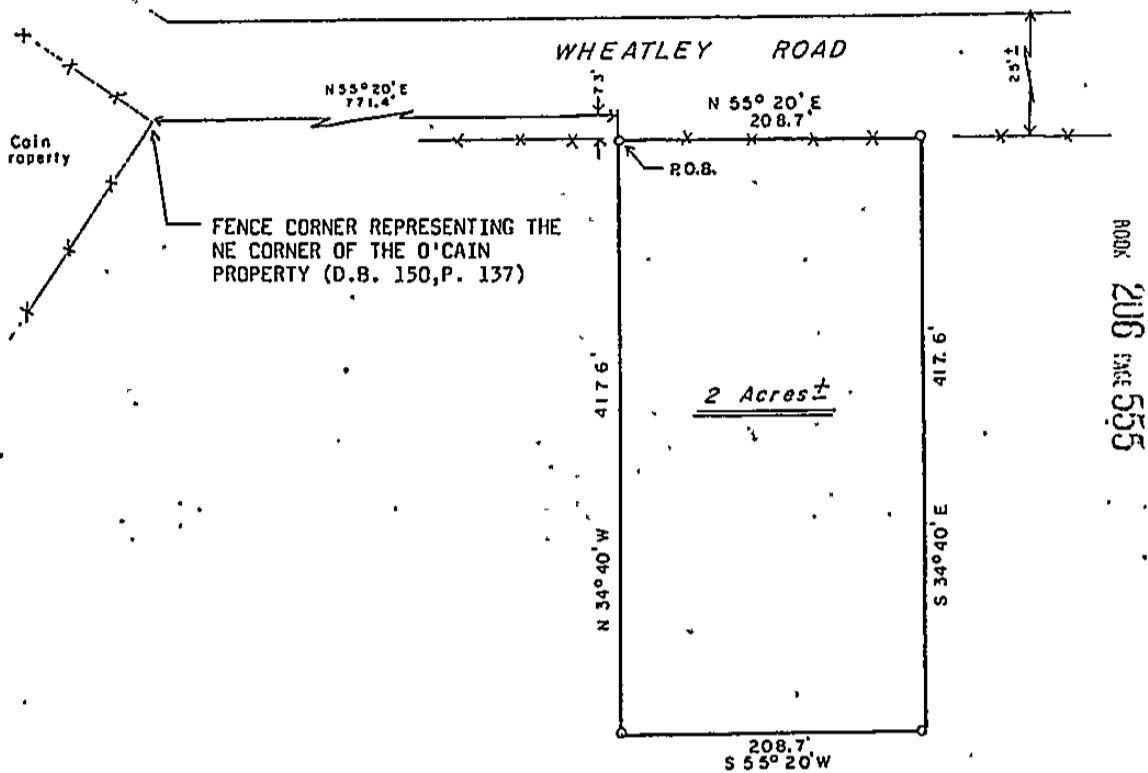 WHEATLEY ROAD
25'±
N 55° 20' E
771.4'
N 55° 20' E
208.7'
P.O.B.
Cain
roperty
FENCE CORNER REPRESENTING THE
NE CORNER OF THE O'CAIN
PROPERTY (D.B. 150,P. 137)
417.6'
417.6'
2 Acres±
N 34° 40' W
S 34° 40' E
208.7'
S 55° 20' W
BOOK 206 PAGE 555